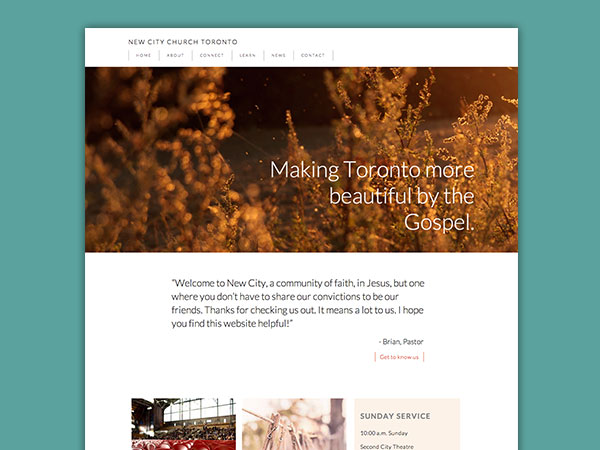 NEW CITY CHURCH TORONTO
HOME ABOUT CONNECT LEARN NEWS CONTACT
Making Toronto more
beautiful by the
Gospel.
“Welcome to New City, a community of faith, in Jesus, but one
where you don’t have to share our convictions to be our
friends. Thanks for checking us out. It means a lot to us. I hope
you find this website helpful!”
- Brian, Pastor
Get to know us
SUNDAY SERVICE
10:00 a.m. Sunday
Second City Theatre